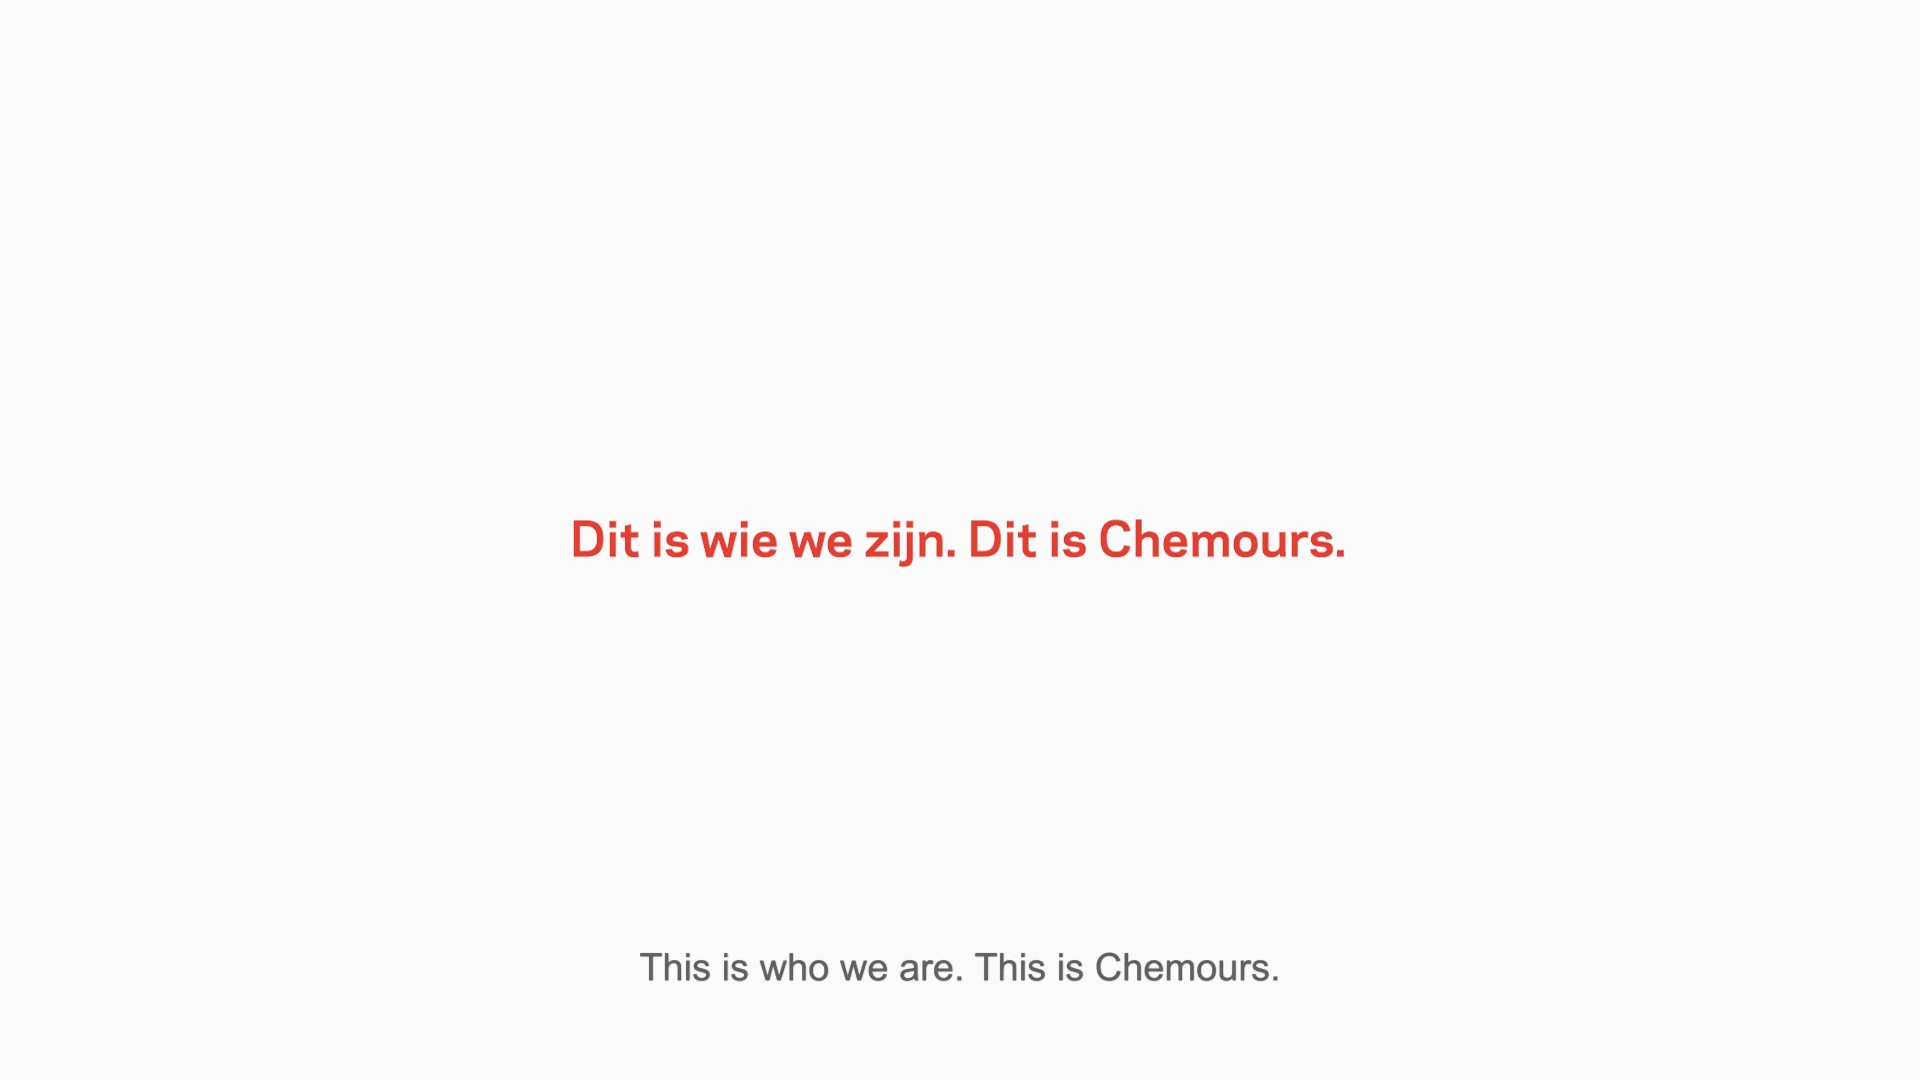 Dit is wie we zijn. Dit is Chemours.
This is who we are. This is Chemours.